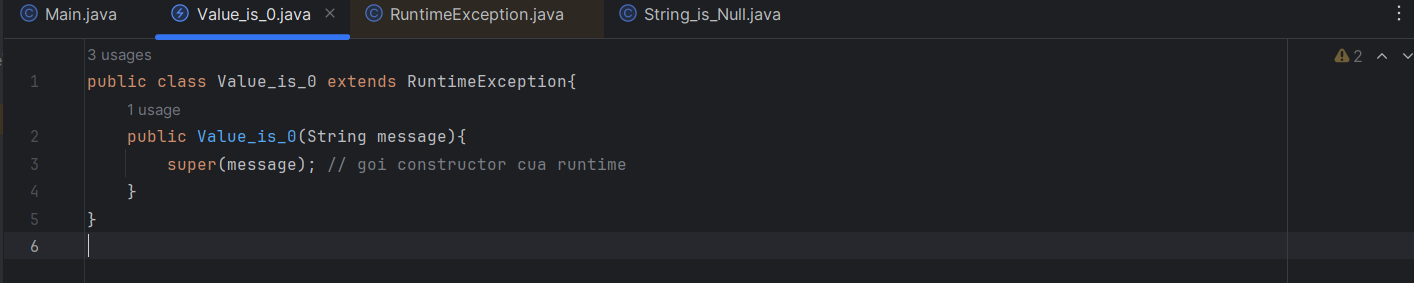 Main.java Value_is_0.java RuntimeException.java String_is_Null.java
3 usages 2
1 public class Value_is_0 extends RuntimeException{
1 usage
2 public Value_is_0(String message){
3 super(message); // goi constructor cua runtime
4 }
5 }
6